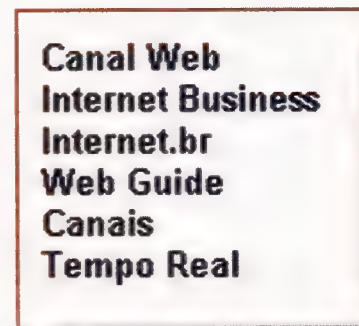 Canal Web
Internet Business
Internet.br
Web Guide
Canais
Tempo Real